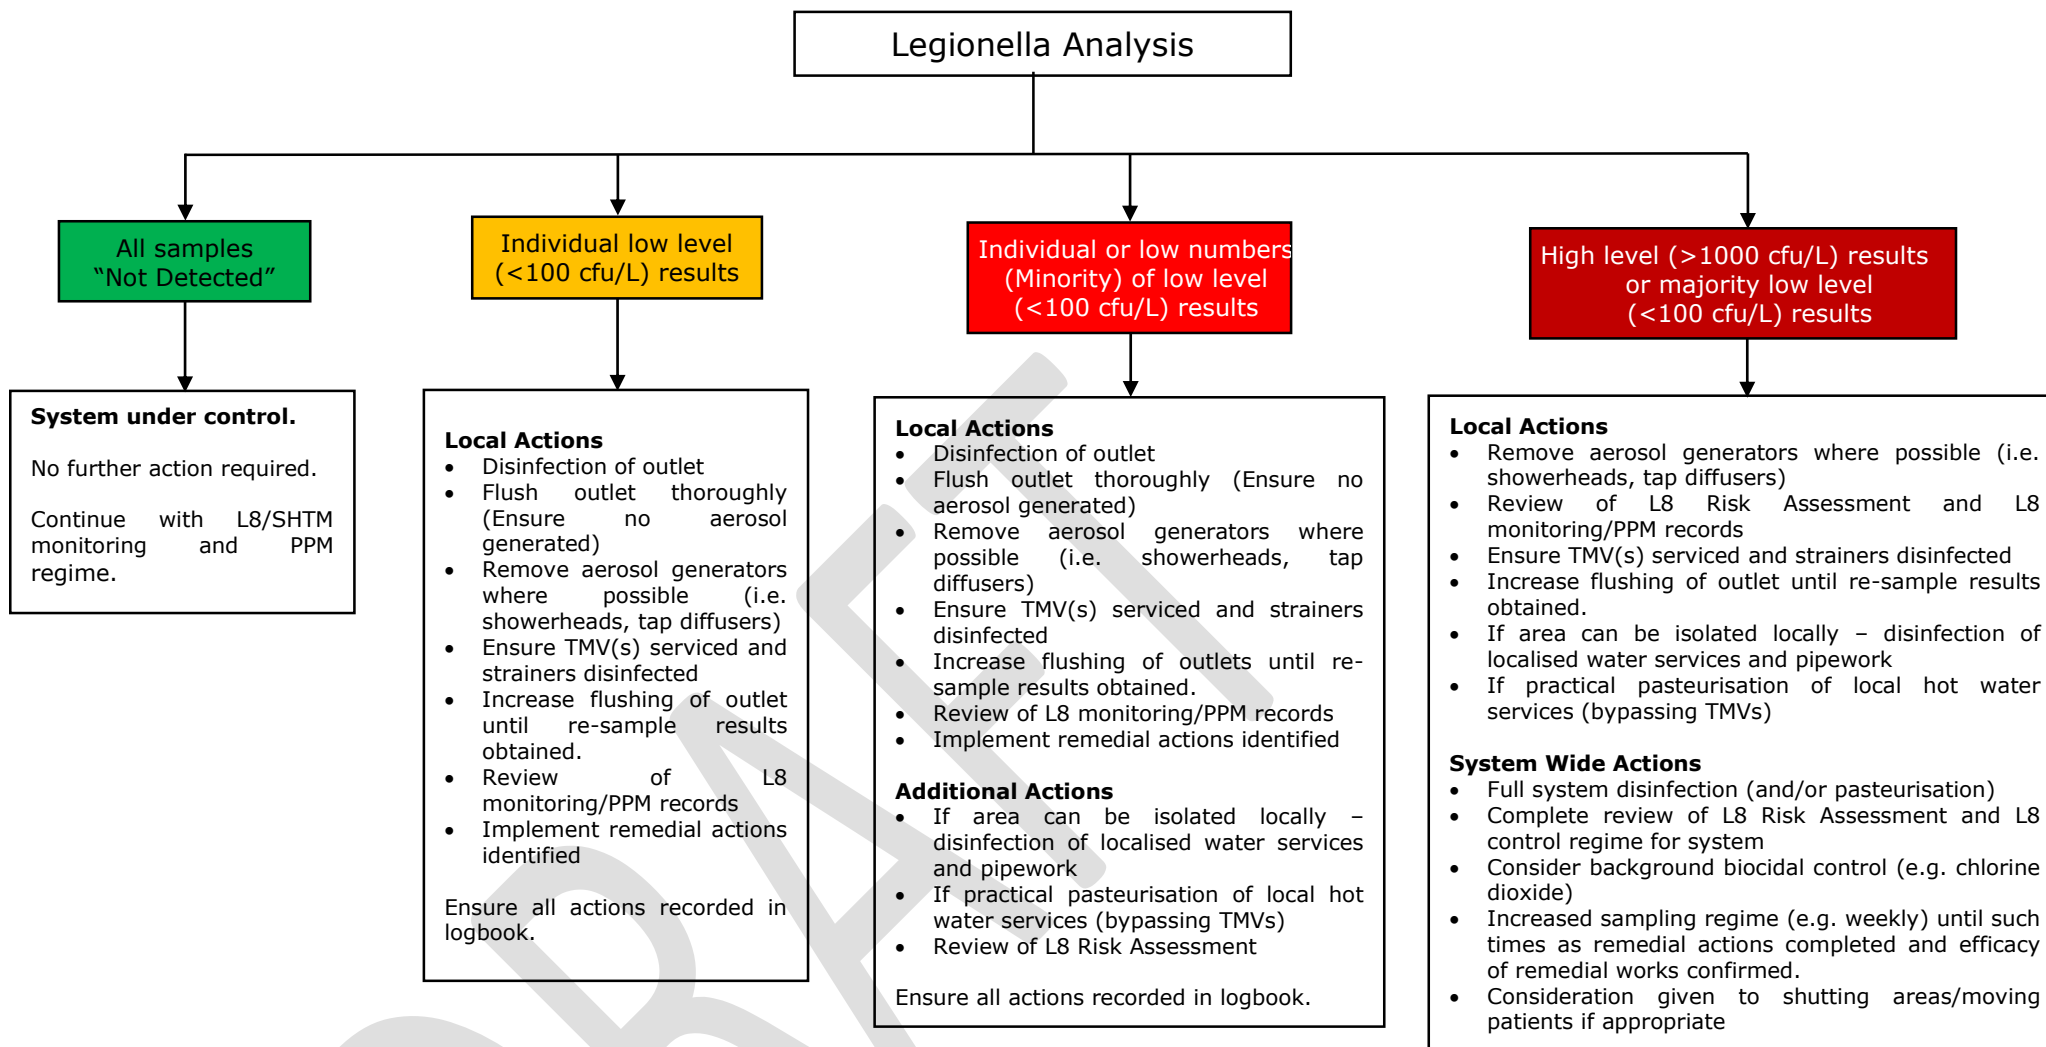 Legionella Analysis
All samples
“Not Detected”
Individual low level
(<100 cfu/L) results
Individual or low numbers
(Minority) of low level
(<100 cfu/L) results
High level (>1000 cfu/L) results
or majority low level
(<100 cfu/L) results
System under control.
No further action required.
Continue with L8/SHTM
monitoring and PPM
regime.
Local Actions
• Disinfection of outlet
• Flush outlet thoroughly
(Ensure no aerosol
generated)
• Remove aerosol generators
where possible (i.e.
showerheads, tap diffusers)
• Ensure TMV(s) serviced and
strainers disinfected
• Increase flushing of outlet
until re-sample results
obtained.
• Review of L8
monitoring/PPM records
• Implement remedial actions
identified
Ensure all actions recorded in
logbook.
Local Actions
• Disinfection of outlet
• Flush outlet thoroughly (Ensure no
aerosol generated)
• Remove aerosol generators where
possible (i.e. showerheads, tap
diffusers)
• Ensure TMV(s) serviced and strainers
disinfected
• Increase flushing of outlets until re-
sample results obtained.
• Review of L8 monitoring/PPM records
• Implement remedial actions identified
Additional Actions
• If area can be isolated locally –
disinfection of localised water services
and pipework
• If practical pasteurisation of local hot
water services (bypassing TMVs)
• Review of L8 Risk Assessment
Ensure all actions recorded in logbook.
Local Actions
• Remove aerosol generators where possible (i.e.
showerheads, tap diffusers)
• Review of L8 Risk Assessment and L8
monitoring/PPM records
• Ensure TMV(s) serviced and strainers disinfected
• Increase flushing of outlet until re-sample results
obtained.
• If area can be isolated locally – disinfection of
localised water services and pipework
• If practical pasteurisation of local hot water
services (bypassing TMVs)
System Wide Actions
• Full system disinfection (and/or pasteurisation)
• Complete review of L8 Risk Assessment and L8
control regime for system
• Consider background biocidal control (e.g. chlorine
dioxide)
• Increased sampling regime (e.g. weekly) until such
times as remedial actions completed and efficacy
of remedial works confirmed.
• Consideration given to shutting areas/moving
patients if appropriate
DRAFT